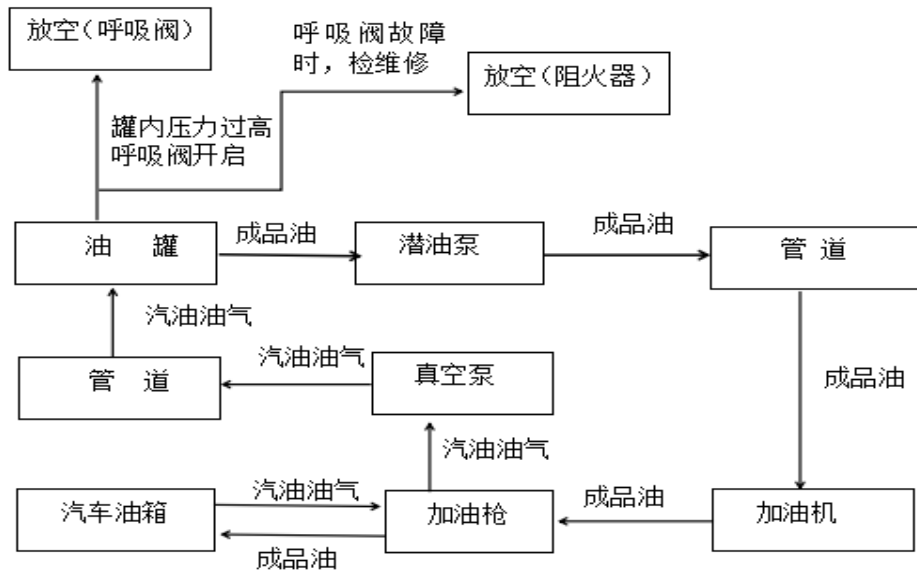 放空(呼吸阀)
呼吸阀故障
时，检维修
放空(阻火器)
罐内压力过高
呼吸阀开启
油 罐
成品油
潜油泵
成品油
管 道
汽油油气
管 道
汽油油气
真空泵
成品油
汽油油气
汽车油箱
汽油油气
成品油
加油枪
成品油
加油机